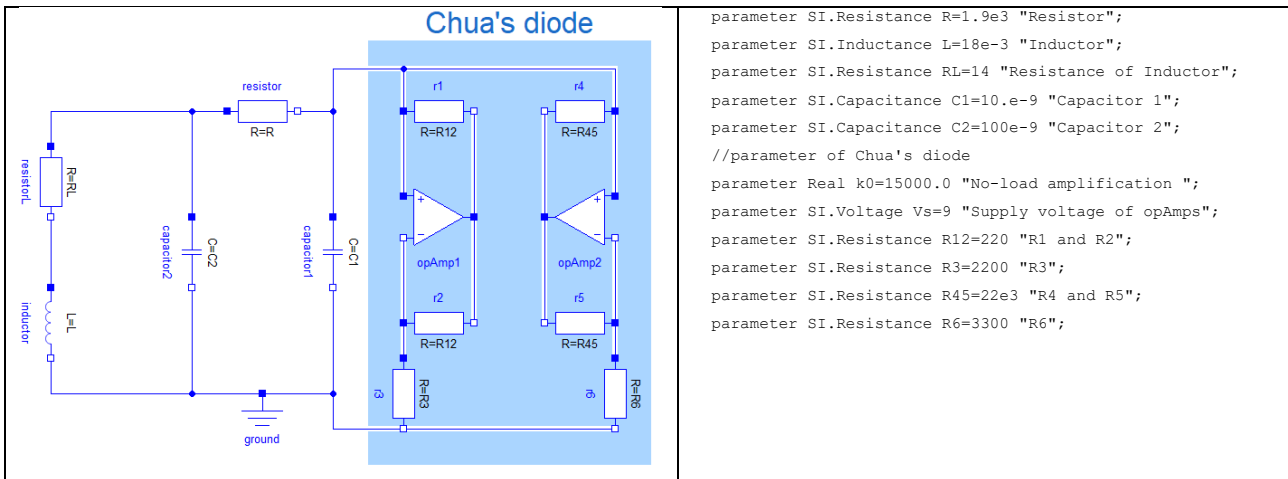 Chua's diode
resistor
R=R
r1
R=R12
r4
R=R45
resistorL
R=RL
capacitor2
C=C2
capacitor1
C=C1
+
−
opAmp1
+
−
opAmp2
r2
R=R12
r5
R=R45
inductor
L=L
r3
R=R3
r6
R=R6
ground
parameter SI.Resistance R=1.9e3 "Resistor";
parameter SI.Inductance L=18e-3 "Inductor";
parameter SI.Resistance RL=14 "Resistance of Inductor";
parameter SI.Capacitance C1=10.e-9 "Capacitor 1";
parameter SI.Capacitance C2=100e-9 "Capacitor 2";
//parameter of Chua's diode
parameter Real k0=15000.0 "No-load amplification ";
parameter SI.Voltage Vs=9 "Supply voltage of opAmps";
parameter SI.Resistance R12=220 "R1 and R2";
parameter SI.Resistance R3=2200 "R3";
parameter SI.Resistance R45=22e3 "R4 and R5";
parameter SI.Resistance R6=3300 "R6";